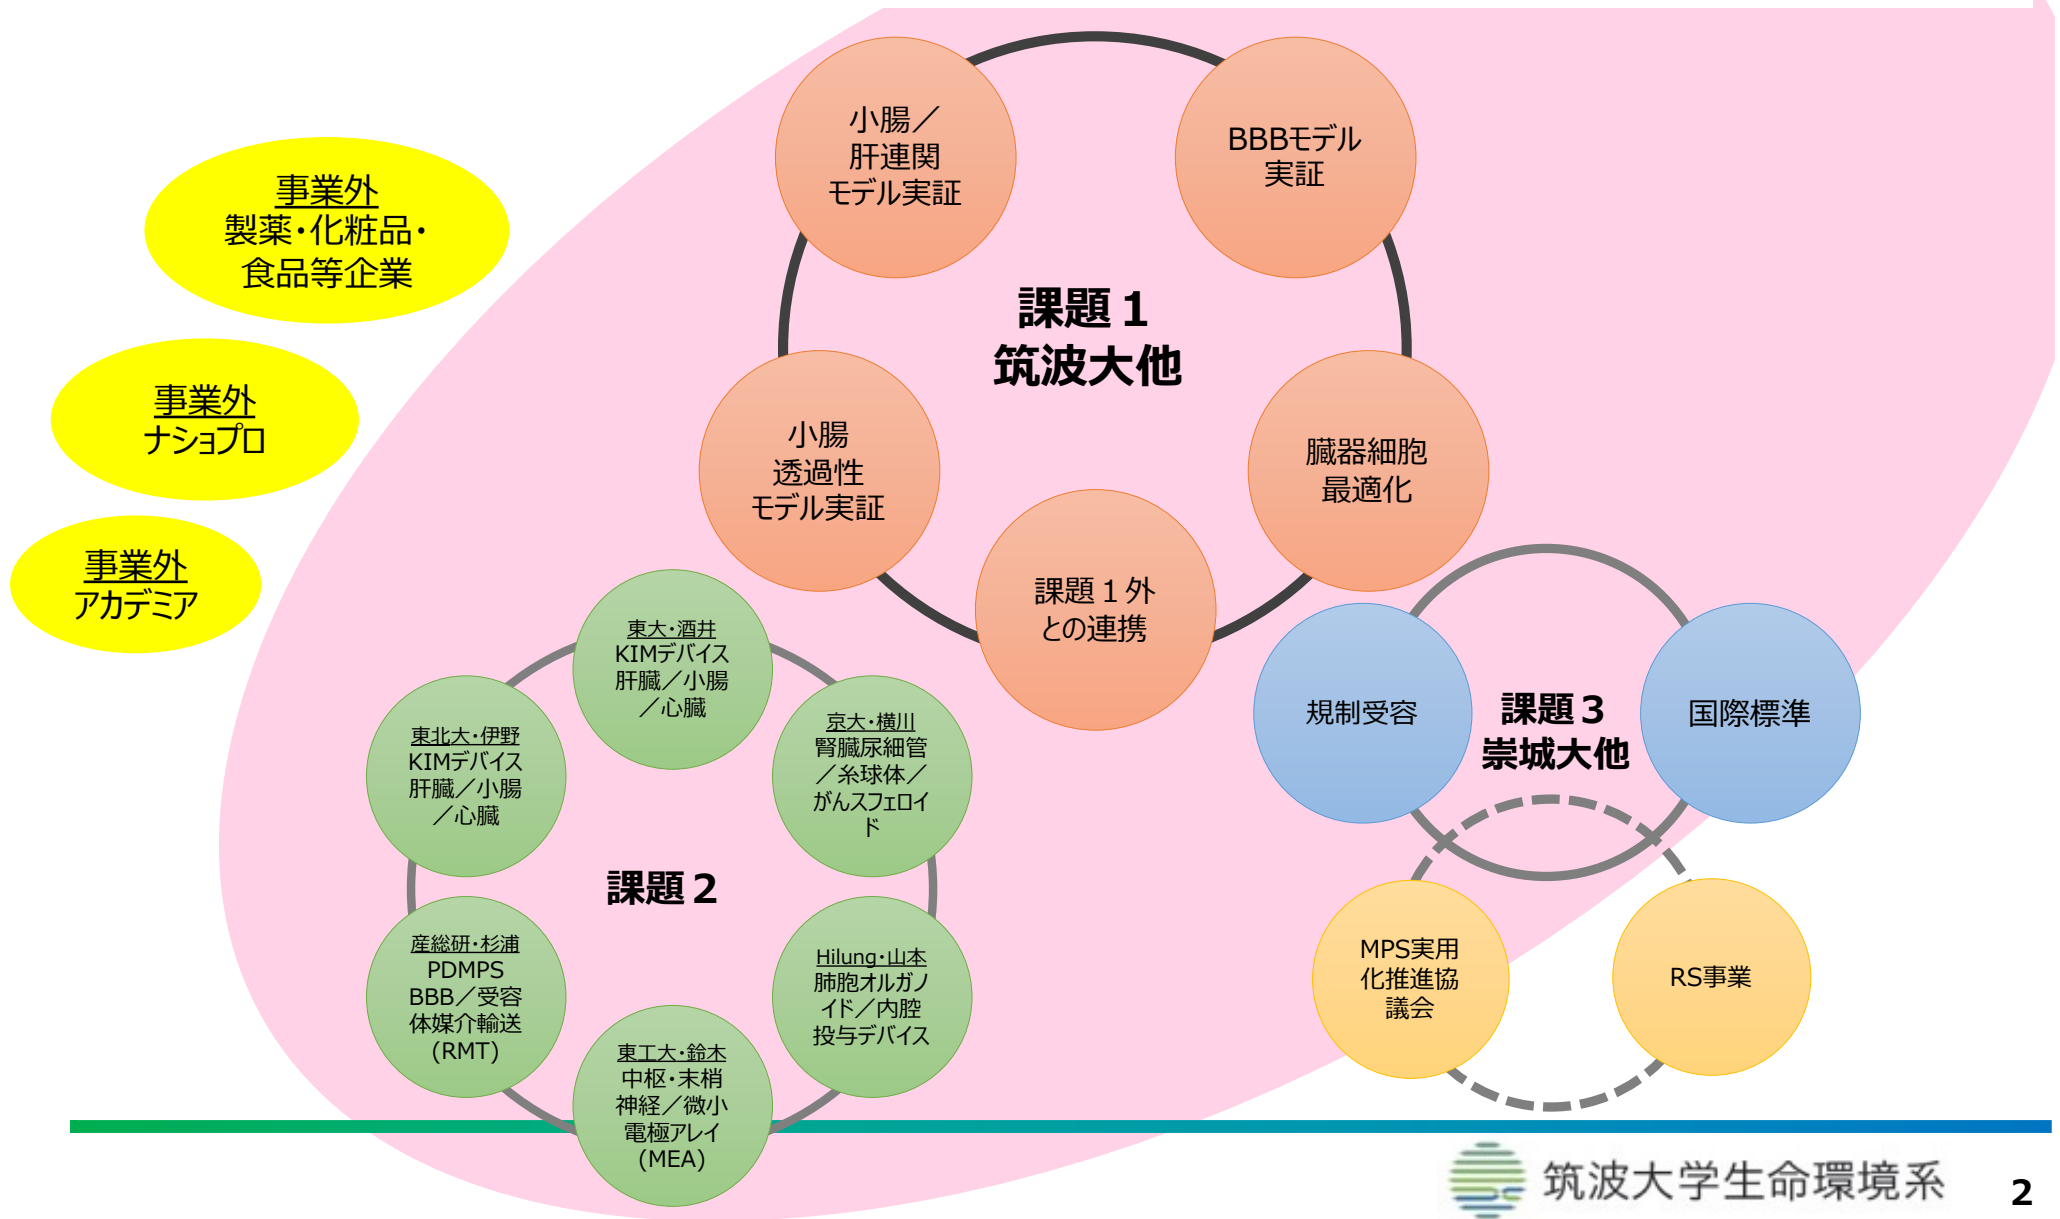 小腸／
肝連関
モデル実証
BBBモデル
実証
事業外
製薬・化粧品・
食品等企業
課題１
筑波大他
事業外
ナショプロ
小腸
透過性
モデル実証
臓器細胞
最適化
事業外
アカデミア
課題１外
との連携
東大・酒井
KIMデバイス
肝臓／小腸
／心臓
東北大・伊野
KIMデバイス
肝臓／小腸
／心臓
京大・横川
腎臓尿細管
／糸球体／
がんスフェロイ
ド
課題２
産総研・杉浦
PDMPS
BBB／受容
体媒介輸送
(RMT)
Hilung・山本
肺胞オルガノ
イド／内腔
投与デバイス
東工大・鈴木
中枢・末梢
神経／微小
電極アレイ
(MEA)
規制受容
課題３
崇城大他
国際標準
MPS実用
化推進協
議会
RS事業
筑波大学生命環境系
2